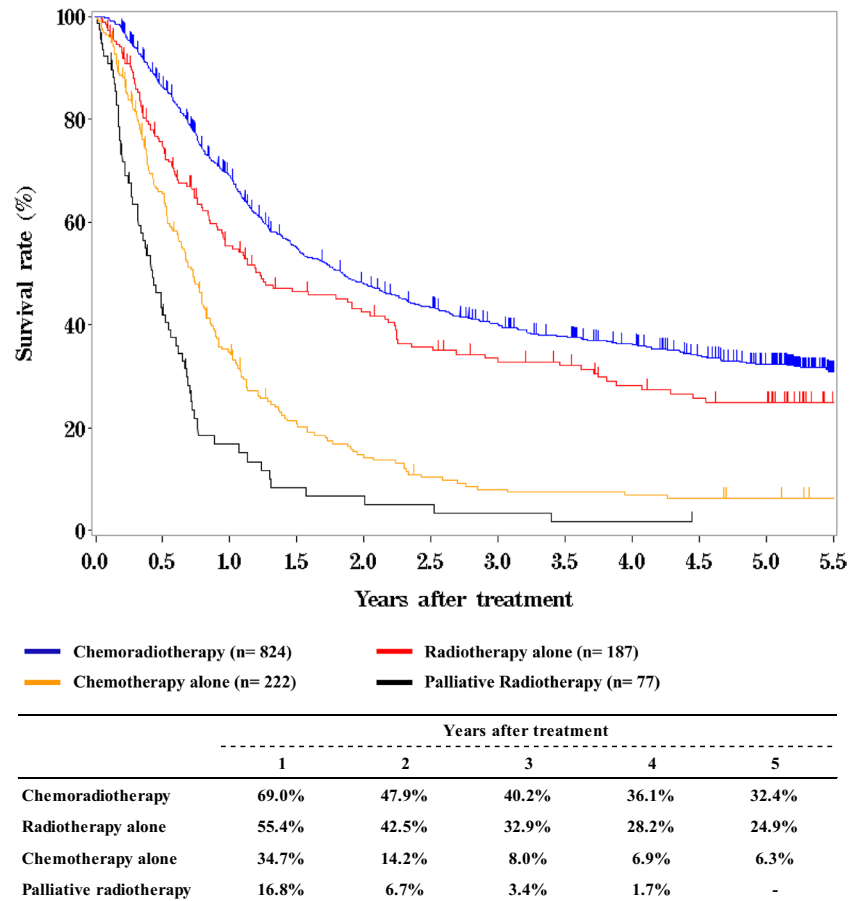 100
80
60
40
20
0
Survival rate (%)
0.0 0.5 1.0 1.5 2.0 2.5 3.0 3.5 4.0 4.5 5.0 5.5
Years after treatment
Chemoradiotherapy (n= 824) Radiotherapy alone (n= 187)
Chemotherapy alone (n= 222) Palliative Radiotherapy (n= 77)
Years after treatment
1 2 3 4 5
Chemoradiotherapy 69.0% 47.9% 40.2% 36.1% 32.4%
Radiotherapy alone 55.4% 42.5% 32.9% 28.2% 24.9%
Chemotherapy alone 34.7% 14.2% 8.0% 6.9% 6.3%
Palliative radiotherapy 16.8% 6.7% 3.4% 1.7% -